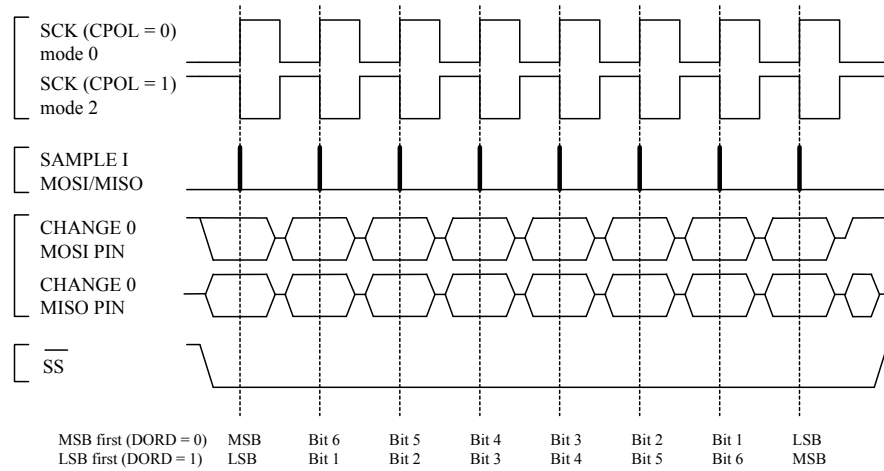 SCK (CPOL = 0)
mode 0
SCK (CPOL = 1)
mode 2
SAMPLE I
MOSI/MISO
CHANGE 0
MOSI PIN
CHANGE 0
MISO PIN
SS
MSB first (DORD = 0) MSB Bit 6 Bit 5 Bit 4 Bit 3 Bit 2 Bit 1 LSB
LSB first (DORD = 1) LSB Bit 1 Bit 2 Bit 3 Bit 4 Bit 5 Bit 6 MSB